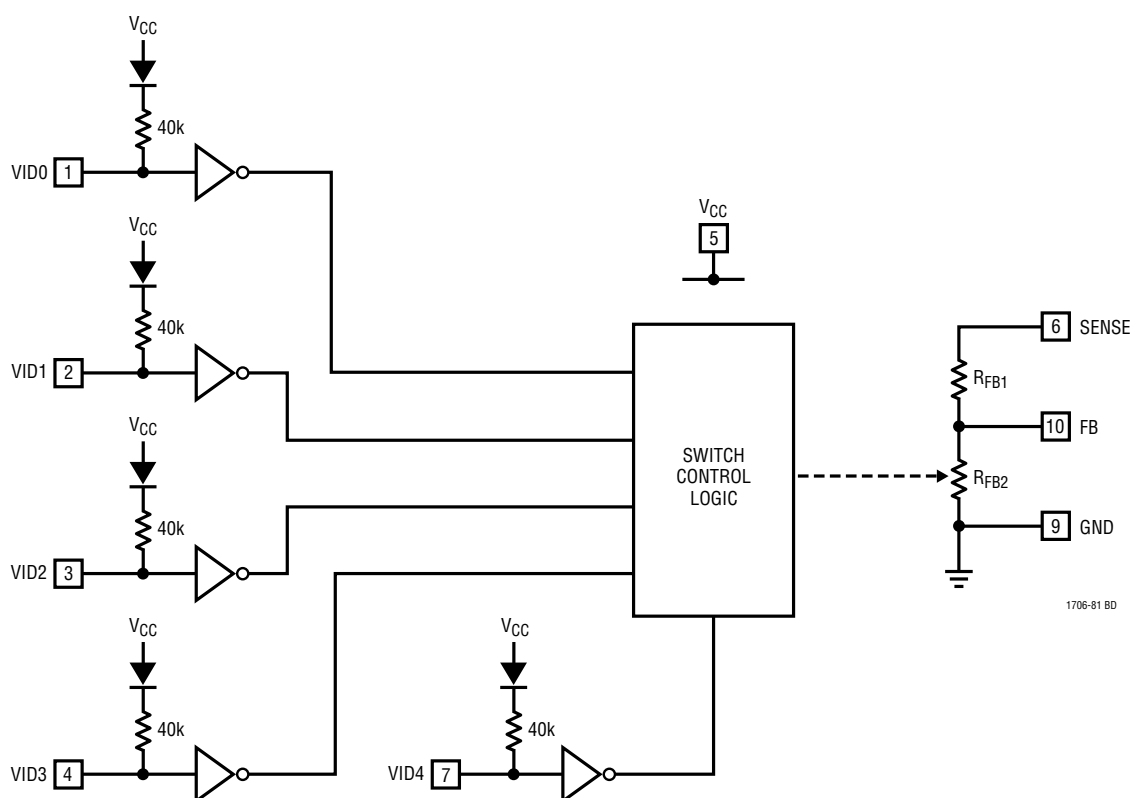 VCC
40k
VID0 1
VCC
40k
VID1 2
VCC
40k
VID2 3
VCC
40k
VID3 4
VCC
40k
VID4 7
VCC
5
SWITCH
CONTROL
LOGIC
6 SENSE
RFB1
10 FB
RFB2
9 GND
1706-81 BD